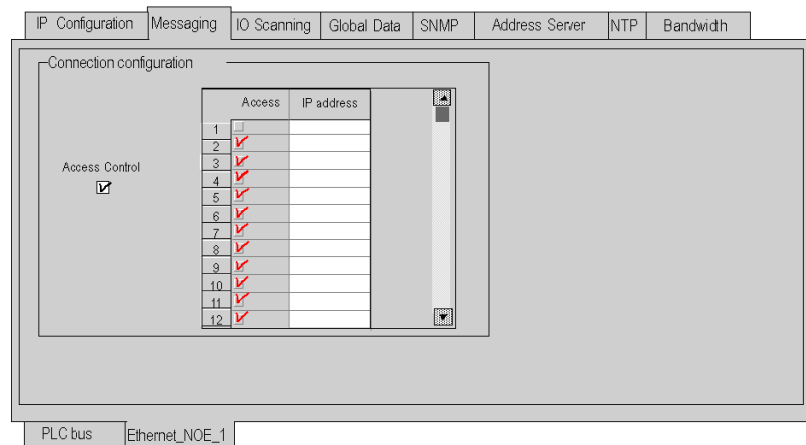 IP Configuration Messaging IO Scanning Global Data SNMP Address Server NTP Bandwidth
Connection configuration
Access IP address
Access Control
1
2
3
4
5
6
7
8
9
10
11
12
PLC bus Ethernet_NOE_1